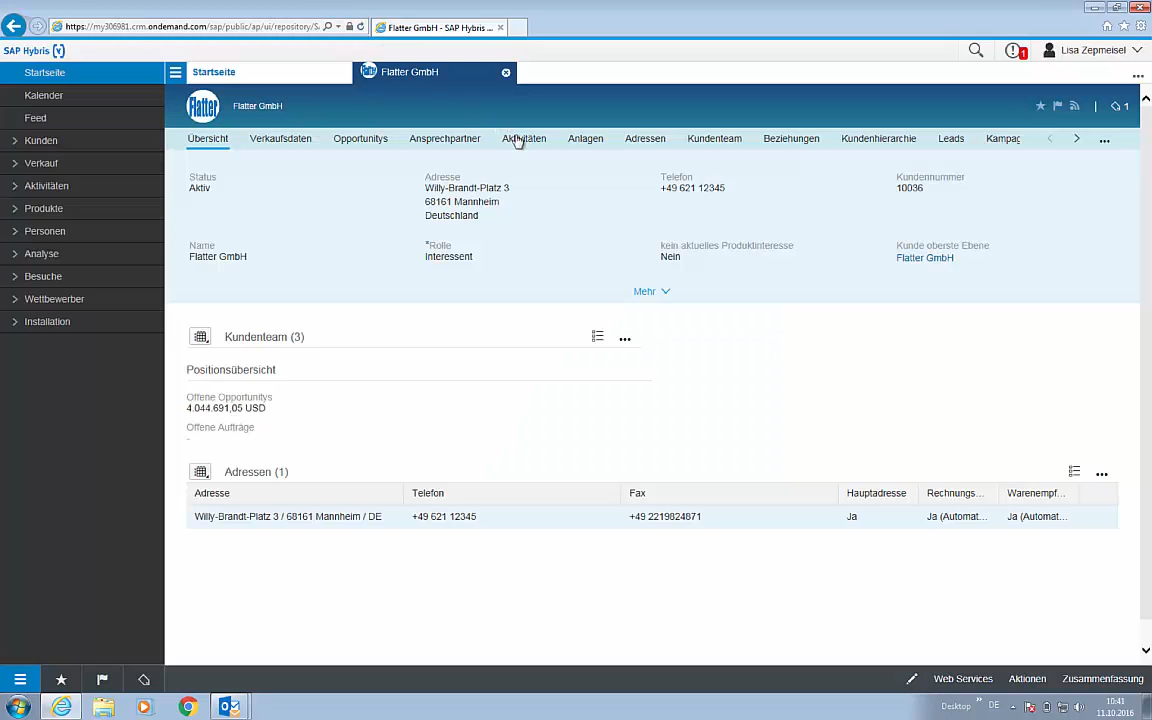 https://my306981.crm.ondemand.com/sap/public/ap/ui/repository/S
Flatter GmbH - SAP Hybris ...
SAP Hybris (y)
1
Lisa Zepmeisel
Startseite
Kalender
Feed
Kunden
Verkauf
Aktivitäten
Produkte
Personen
Analyse
Besuche
Wettbewerber
Installation
Startseite
Flatter GmbH
Flatter
Flatter GmbH
1
Übersicht Verkaufsdaten Opportunitys Ansprechpartner Aktivitäten Anlagen Adressen Kundenteam Beziehungen Kundenhierarchie Leads Kampag
Status Adresse Telefon Kundennummer
Aktiv Willy-Brandt-Platz 3 +49 621 12345 10036
68161 Mannheim
Deutschland
Name *Rolle kein aktuelles Produktinteresse Kunde oberste Ebene
Flatter GmbH Interessent Nein Flatter GmbH
Mehr
Kundenteam (3)
Positionsübersicht
Offene Opportunitys
4.044.691,05 USD
Offene Aufträge
-
Adressen (1)
Adresse Telefon Fax Hauptadresse Rechnungs... Warenempf...
Willy-Brandt-Platz 3 / 68161 Mannheim / DE +49 621 12345 +49 2219824871 Ja Ja (Automat... Ja (Automat...
Web Services Aktionen Zusammenfassung
Desktop » DE 10:41
11.10.2016